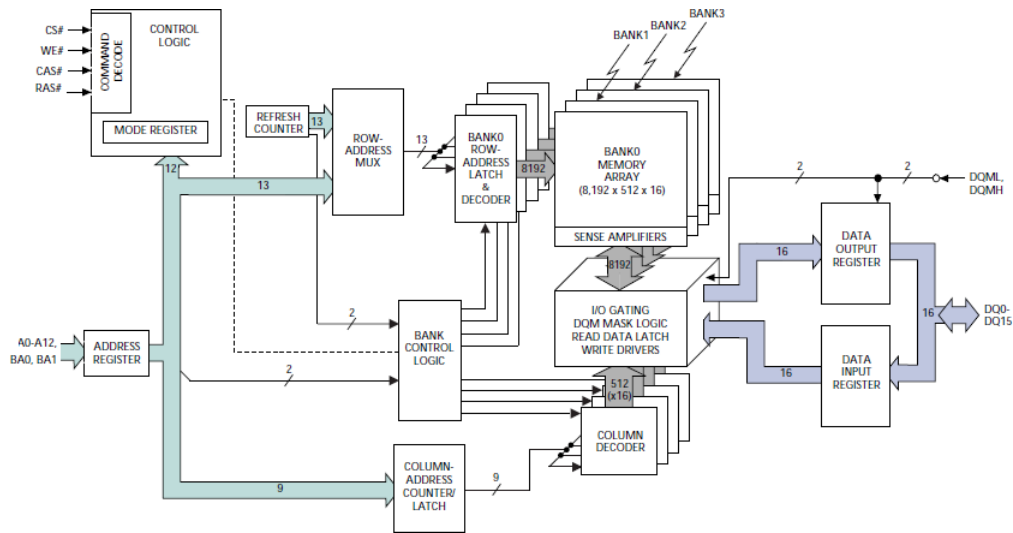 CS#
WE#
CAS#
RAS#
COMMAND
DECODE
CONTROL
LOGIC
MODE REGISTER
12
REFRESH
COUNTER
13
13
ROW-
ADDRESS
MUX
13
BANK0
ROW-
ADDRESS
LATCH
&
DECODER
8192
BANK1
BANK2
BANK3
BANK0
MEMORY
ARRAY
(8,192 x 512 x 16)
SENSE AMPLIFIERS
8192
2
2
DQML,
DQMH
I/O GATING
DQM MASK LOGIC
READ DATA LATCH
WRITE DRIVERS
16
DATA
OUTPUT
REGISTER
16
DQ0-
DQ15
16
DATA
INPUT
REGISTER
A0-A12,
BA0, BA1
ADDRESS
REGISTER
2
2
BANK
CONTROL
LOGIC
512
(x16)
COLUMN
DECODER
9
COLUMN-
ADDRESS
COUNTER/
LATCH
9